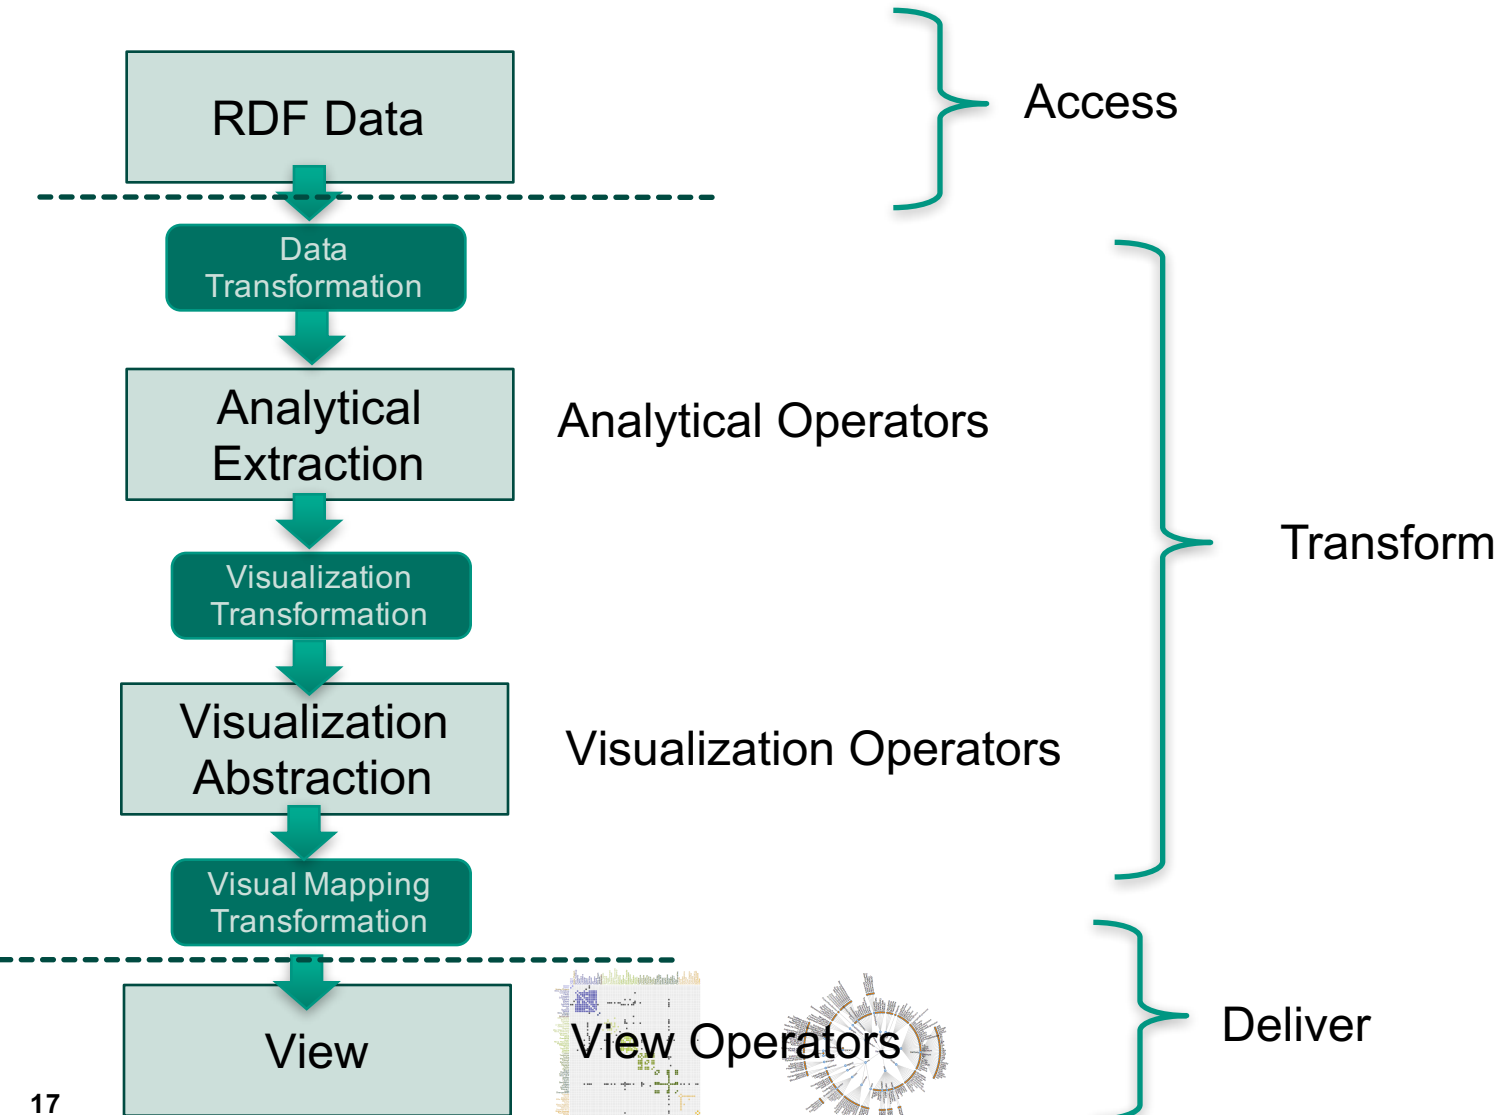 RDF Data
Access
Data
Transformation
Analytical
Extraction
Analytical Operators
Transform
Visualization
Transformation
Visualization
Abstraction
Visualization Operators
Visual Mapping
Transformation
View
View Operators
Deliver
17